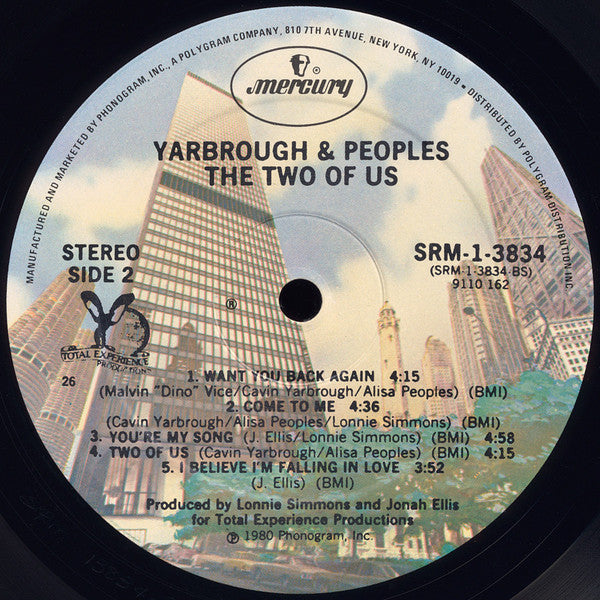 MANUFACTURED AND MARKETED BY PHONOGRAM, INC., A POLYGRAM COMPANY, 810 7TH AVENUE, NEW YORK, NY 10019 • DISTRIBUTED BY POLYGRAM DISTRIBUTION, INC.
®
mercury
YARBROUGH & PEOPLES
THE TWO OF US
STEREO
SIDE 2
SRM-1-3834
(SRM-1-3834-BS)
9110 162
®
TOTAL EXPERIENCE
PRODUCTIONS
26
1. WANT YOU BACK AGAIN 4:15
(Malvin "Dino" Vice/Cavin Yarbrough/Alisa Peoples) (BMI)
2. COME TO ME 4:36
(Cavin Yarbrough/Alisa Peoples/Lonnie Simmons) (BMI)
3. YOU'RE MY SONG (J. Ellis/Lonnie Simmons) (BMI) 4:58
4. TWO OF US (Cavin Yarbrough/Alisa Peoples) (BMI) 4:15
5. I BELIEVE I'M FALLING IN LOVE 3:52
(J. Ellis) (BMI)
Produced by Lonnie Simmons and Jonah Ellis
for Total Experience Productions
℗ 1980 Phonogram, Inc.